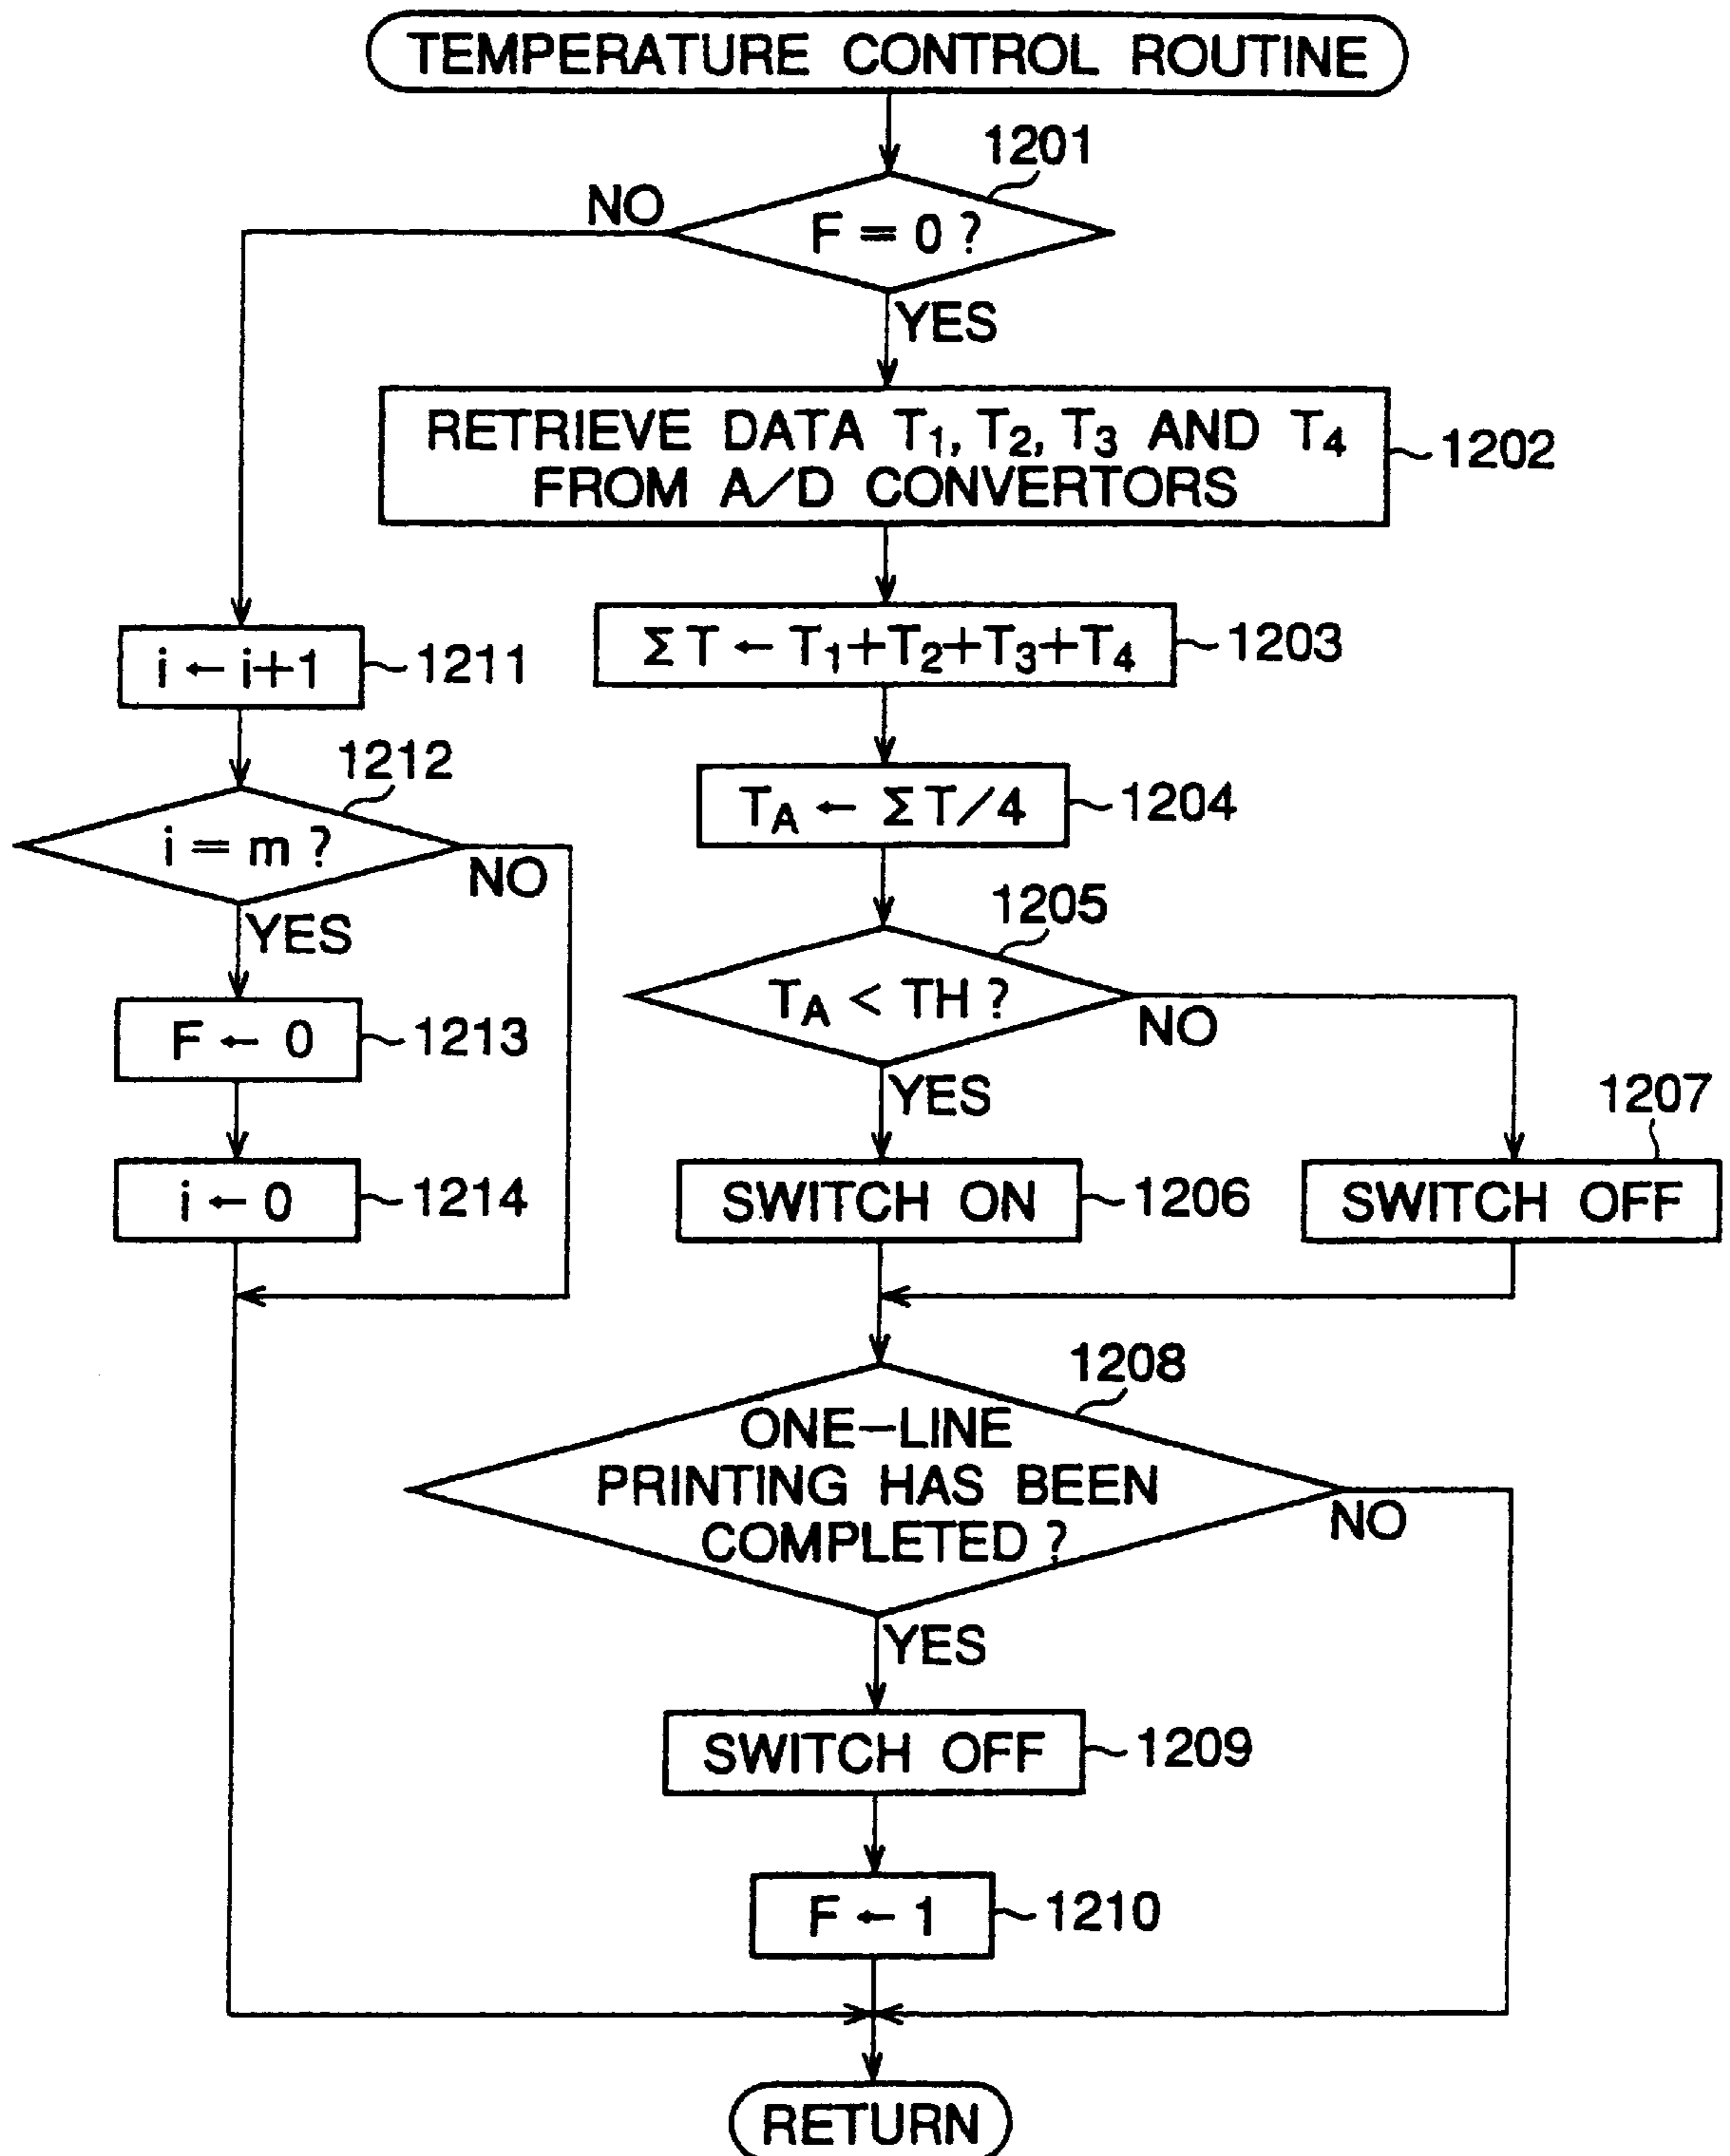 TEMPERATURE CONTROL ROUTINE
1201
NO
F = 0 ?
YES
RETRIEVE DATA T1, T2, T3 AND T4
FROM A/D CONVERTORS
1202
ΣT ← T1+T2+T3+T4
1203
i ← i+1
1211
TA ← ΣT/4
1204
1212
i = m ?
NO
YES
1205
TA < TH ?
NO
YES
F ← 0
1213
1207
i ← 0
1214
SWITCH ON
1206
SWITCH OFF
1208
ONE-LINE
PRINTING HAS BEEN
COMPLETED ?
NO
YES
SWITCH OFF
1209
F ← 1
1210
RETURN